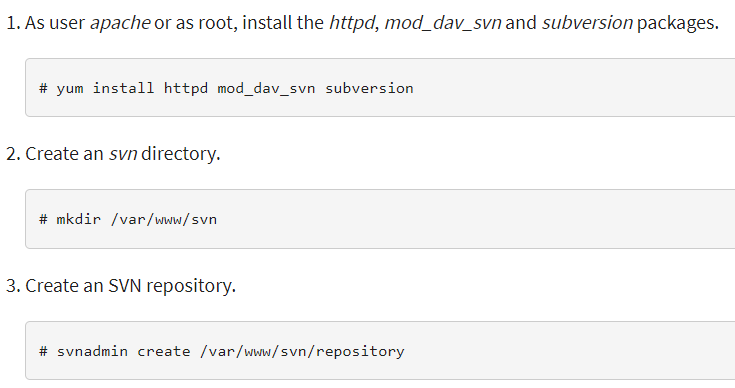 1. As user apache or as root, install the httpd, mod_dav_svn and subversion packages.
# yum install httpd mod_dav_svn subversion
2. Create an svn directory.
# mkdir /var/www/svn
3. Create an SVN repository.
# svnadmin create /var/www/svn/repository